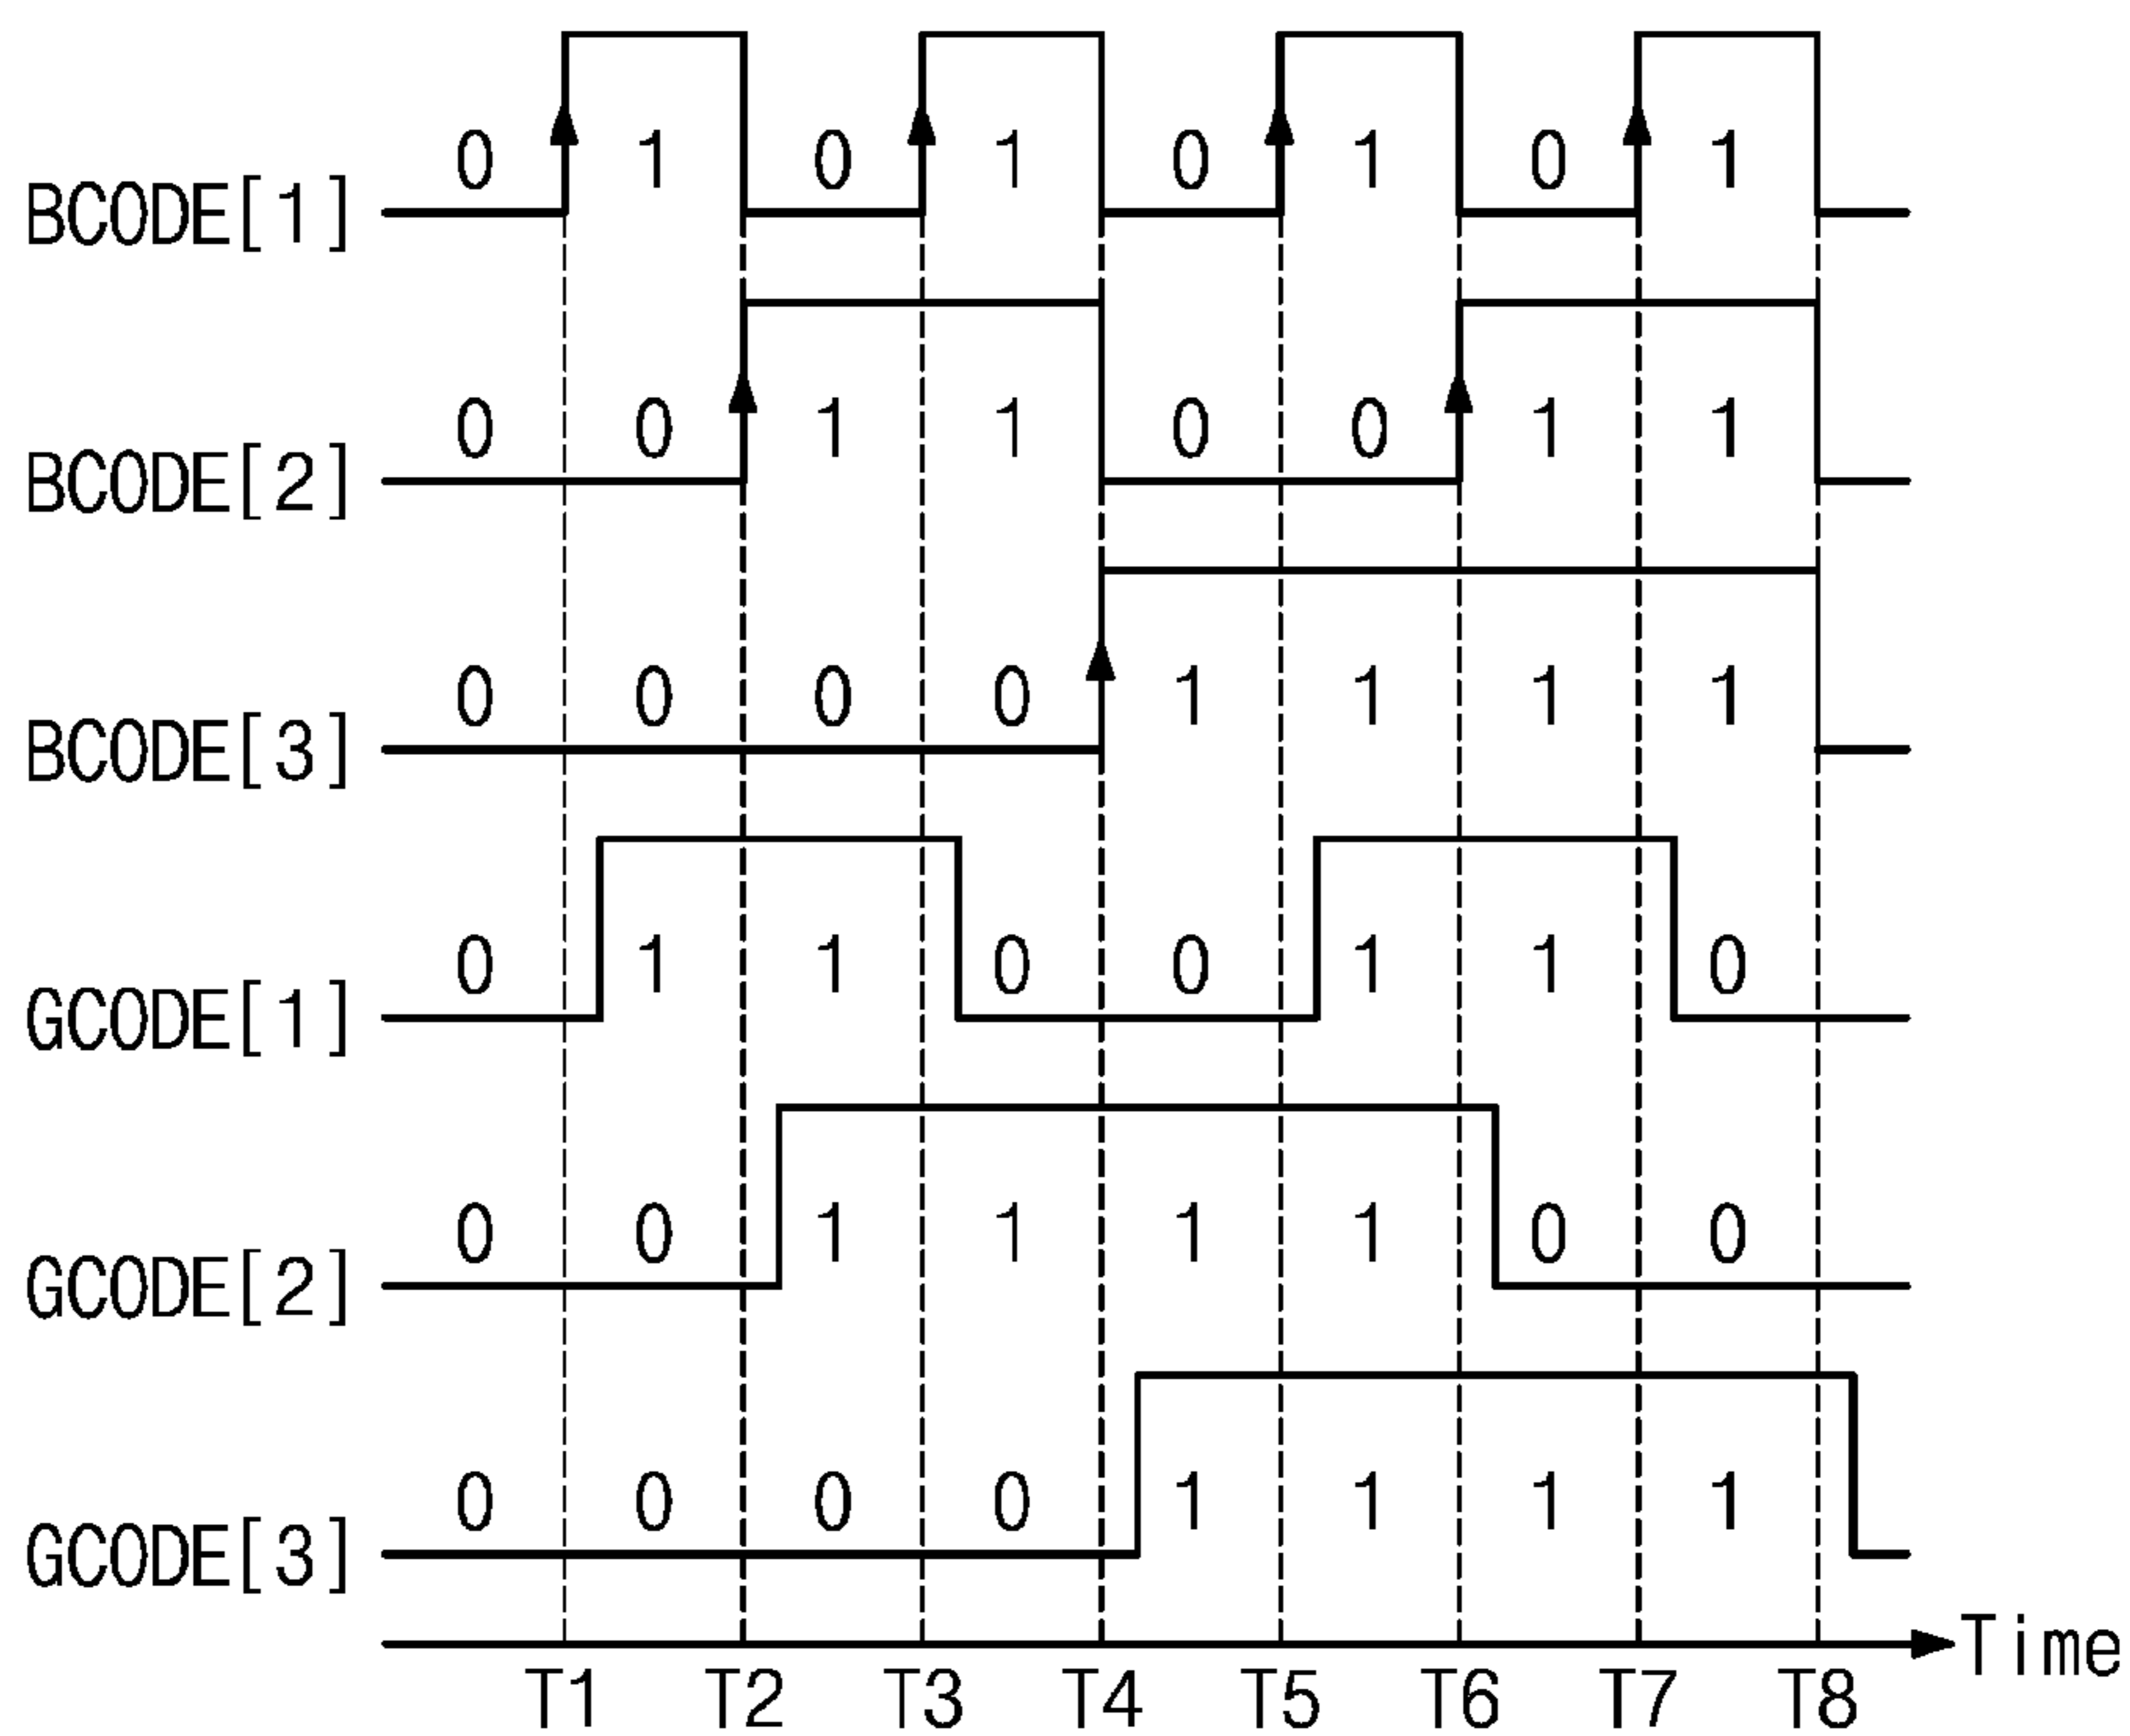 0 1 0 1 0 1 0 1
BCODE[1]
0 0 1 1 0 0 1 1
BCODE[2]
0 0 0 0 1 1 1 1
BCODE[3]
0 1 1 0 0 1 1 0
GCODE[1]
0 0 1 1 1 1 0 0
GCODE[2]
0 0 0 0 1 1 1 1
GCODE[3]
Time
T1 T2 T3 T4 T5 T6 T7 T8